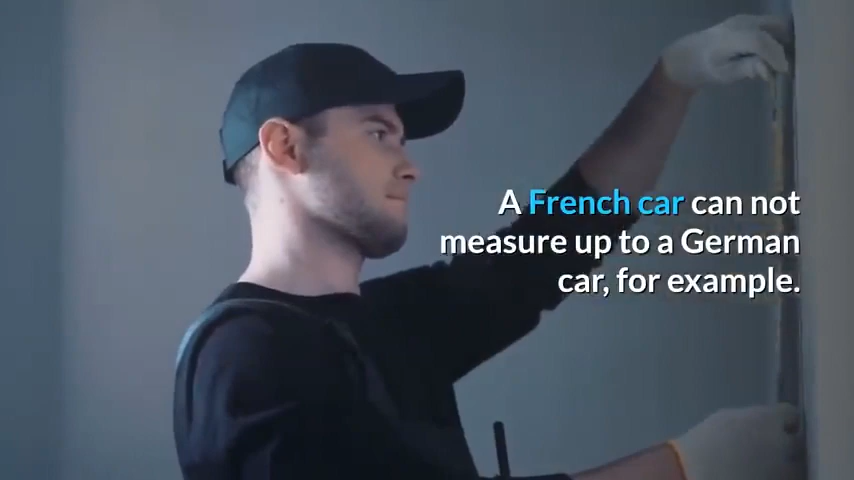 A French car can not
measure up to a German
car, for example.